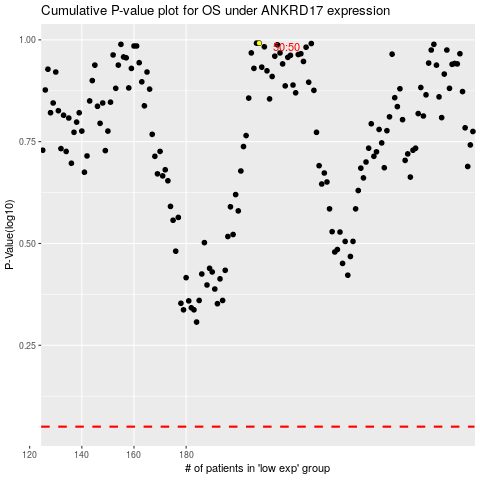 Cumulative P-value plot for OS under ANKRD17 expression
P-Value(log10)
1.00
0.75
0.50
0.25
50:50
120 140 160 180
# of patients in 'low exp' group